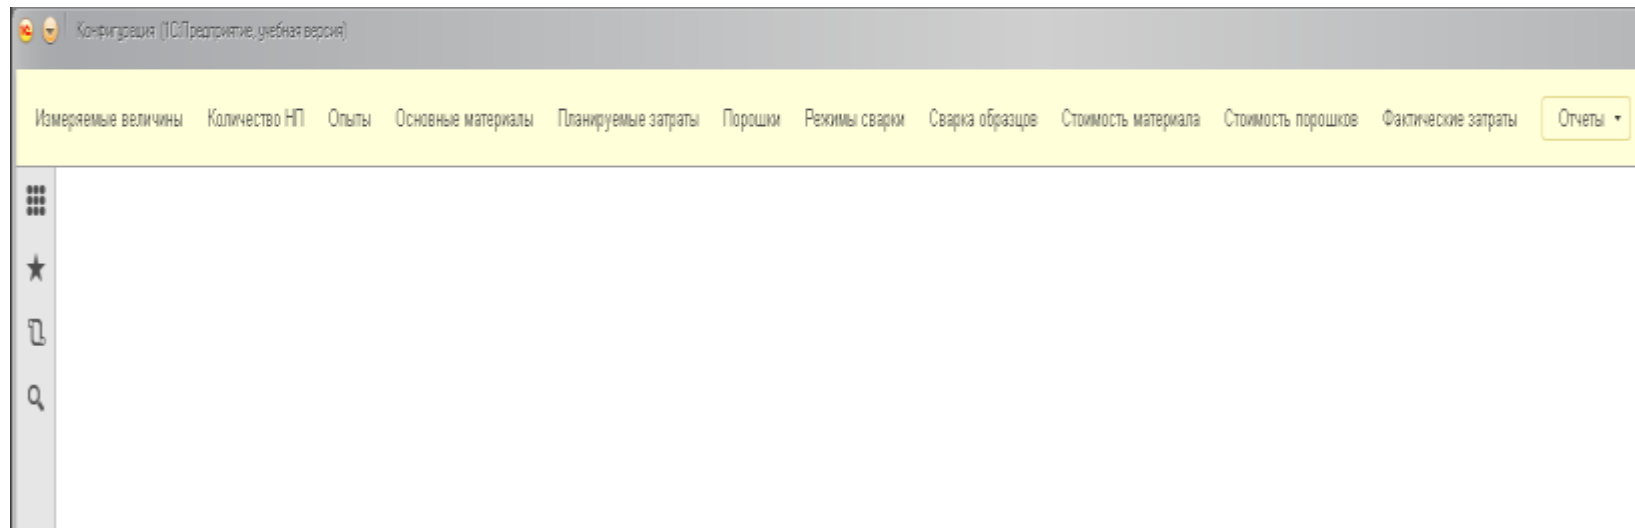 Конфигурация (1С:Предприятие, учебная версия)
Измеряемые величины Количество НП Опыты Основные материалы Планируемые затраты Порошки Режимы сварки Сварка образцов Стоимость материала Стоимость порошков Фактические затраты Отчеты